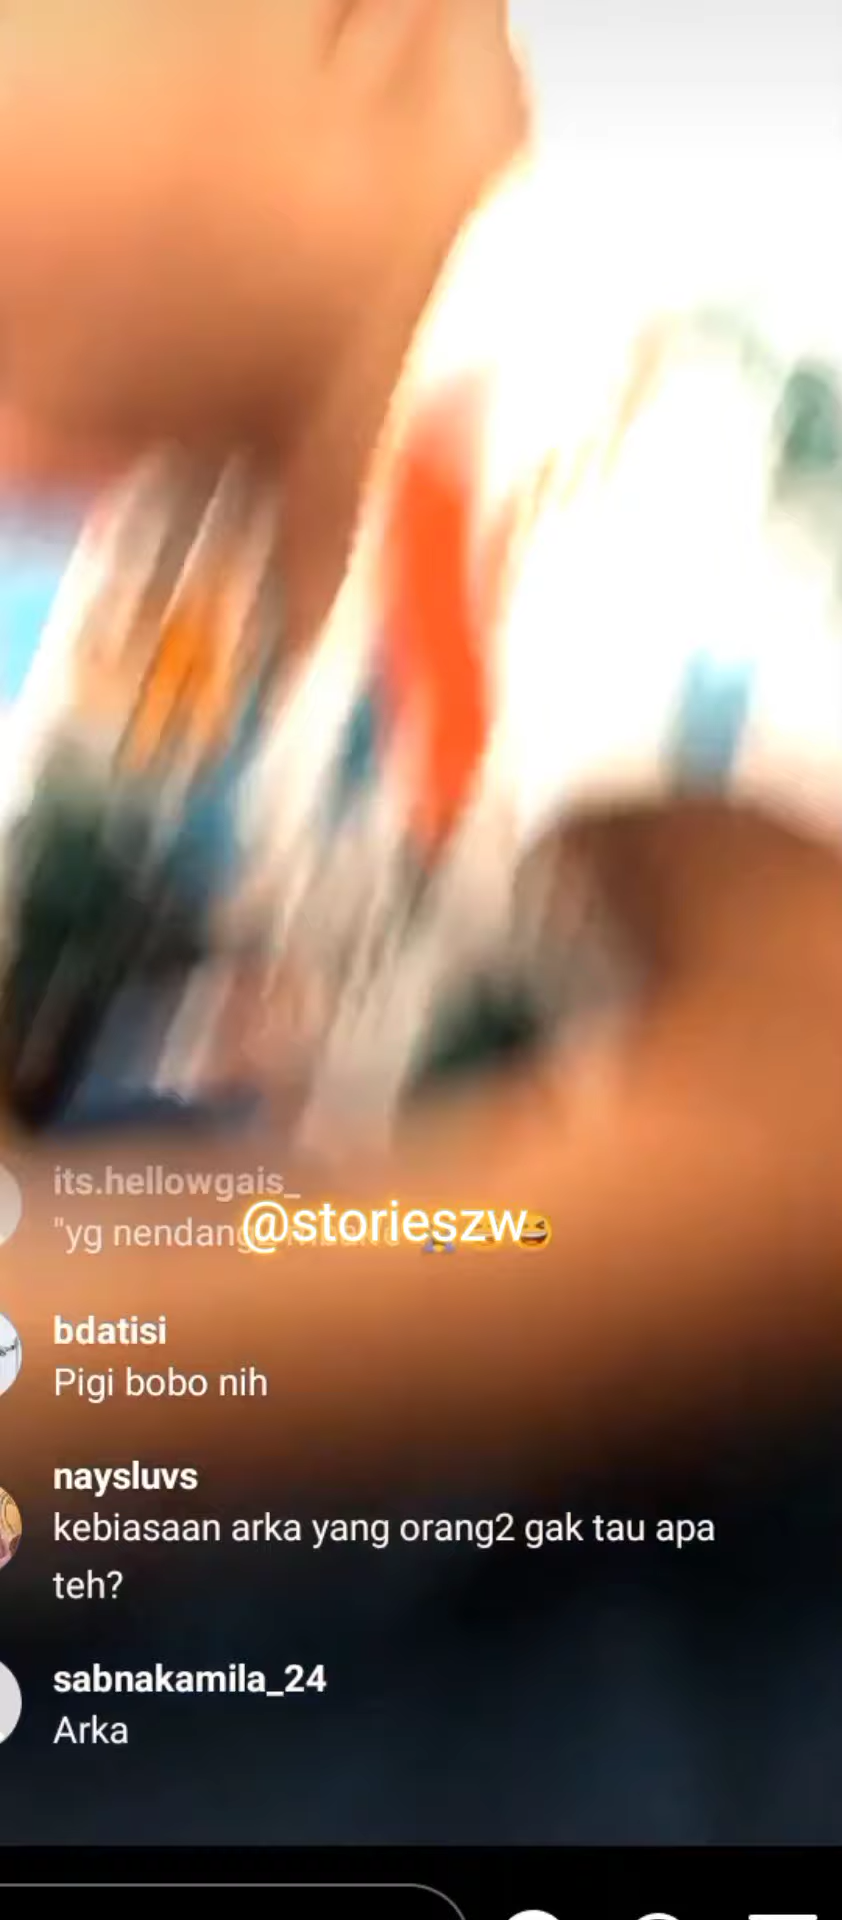 its.hellowgais_
"yg nendang
@storieszw
bdatisi
Pigi bobo nih
naysluvs
kebiasaan arka yang orang2 gak tau apa
teh?
sabnakamila_24
Arka